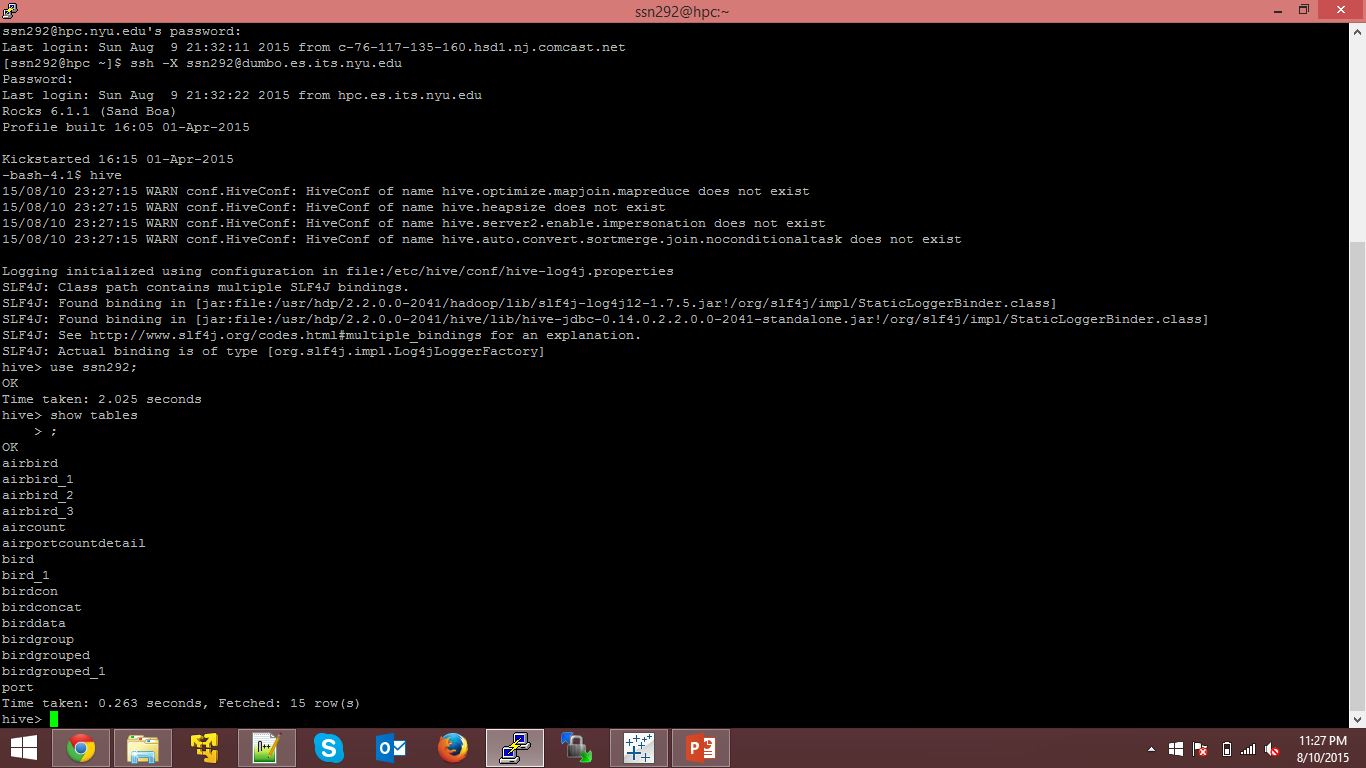 ssn292@hpc:~
ssn292@hpc.nyu.edu's password:
Last login: Sun Aug  9 21:32:11 2015 from c-76-117-135-160.hsd1.nj.comcast.net
[ssn292@hpc ~]$ ssh -X ssn292@dumbo.es.its.nyu.edu
Password:
Last login: Sun Aug  9 21:32:22 2015 from hpc.es.its.nyu.edu
Rocks 6.1.1 (Sand Boa)
Profile built 16:05 01-Apr-2015
Kickstarted 16:15 01-Apr-2015
-bash-4.1$ hive
15/08/10 23:27:15 WARN conf.HiveConf: HiveConf of name hive.optimize.mapjoin.mapreduce does not exist
15/08/10 23:27:15 WARN conf.HiveConf: HiveConf of name hive.heapsize does not exist
15/08/10 23:27:15 WARN conf.HiveConf: HiveConf of name hive.server2.enable.impersonation does not exist
15/08/10 23:27:15 WARN conf.HiveConf: HiveConf of name hive.auto.convert.sortmerge.join.noconditionaltask does not exist
Logging initialized using configuration in file:/etc/hive/conf/hive-log4j.properties
SLF4J: Class path contains multiple SLF4J bindings.
SLF4J: Found binding in [jar:file:/usr/hdp/2.2.0.0-2041/hadoop/lib/slf4j-log4j12-1.7.5.jar!/org/slf4j/impl/StaticLoggerBinder.class]
SLF4J: Found binding in [jar:file:/usr/hdp/2.2.0.0-2041/hive/lib/hive-jdbc-0.14.0.2.2.0.0-2041-standalone.jar!/org/slf4j/impl/StaticLoggerBinder.class]
SLF4J: See http://www.slf4j.org/codes.html#multiple_bindings for an explanation.
SLF4J: Actual binding is of type [org.slf4j.impl.Log4jLoggerFactory]
hive> use ssn292;
OK
Time taken: 2.025 seconds
hive> show tables
    > ;
OK
airbird
airbird_1
airbird_2
airbird_3
aircount
airportcountdetail
bird
bird_1
birdcon
birdconcat
birddata
birdgroup
birdgrouped
birdgrouped_1
port
Time taken: 0.263 seconds, Fetched: 15 row(s)
hive>
11:27 PM
8/10/2015